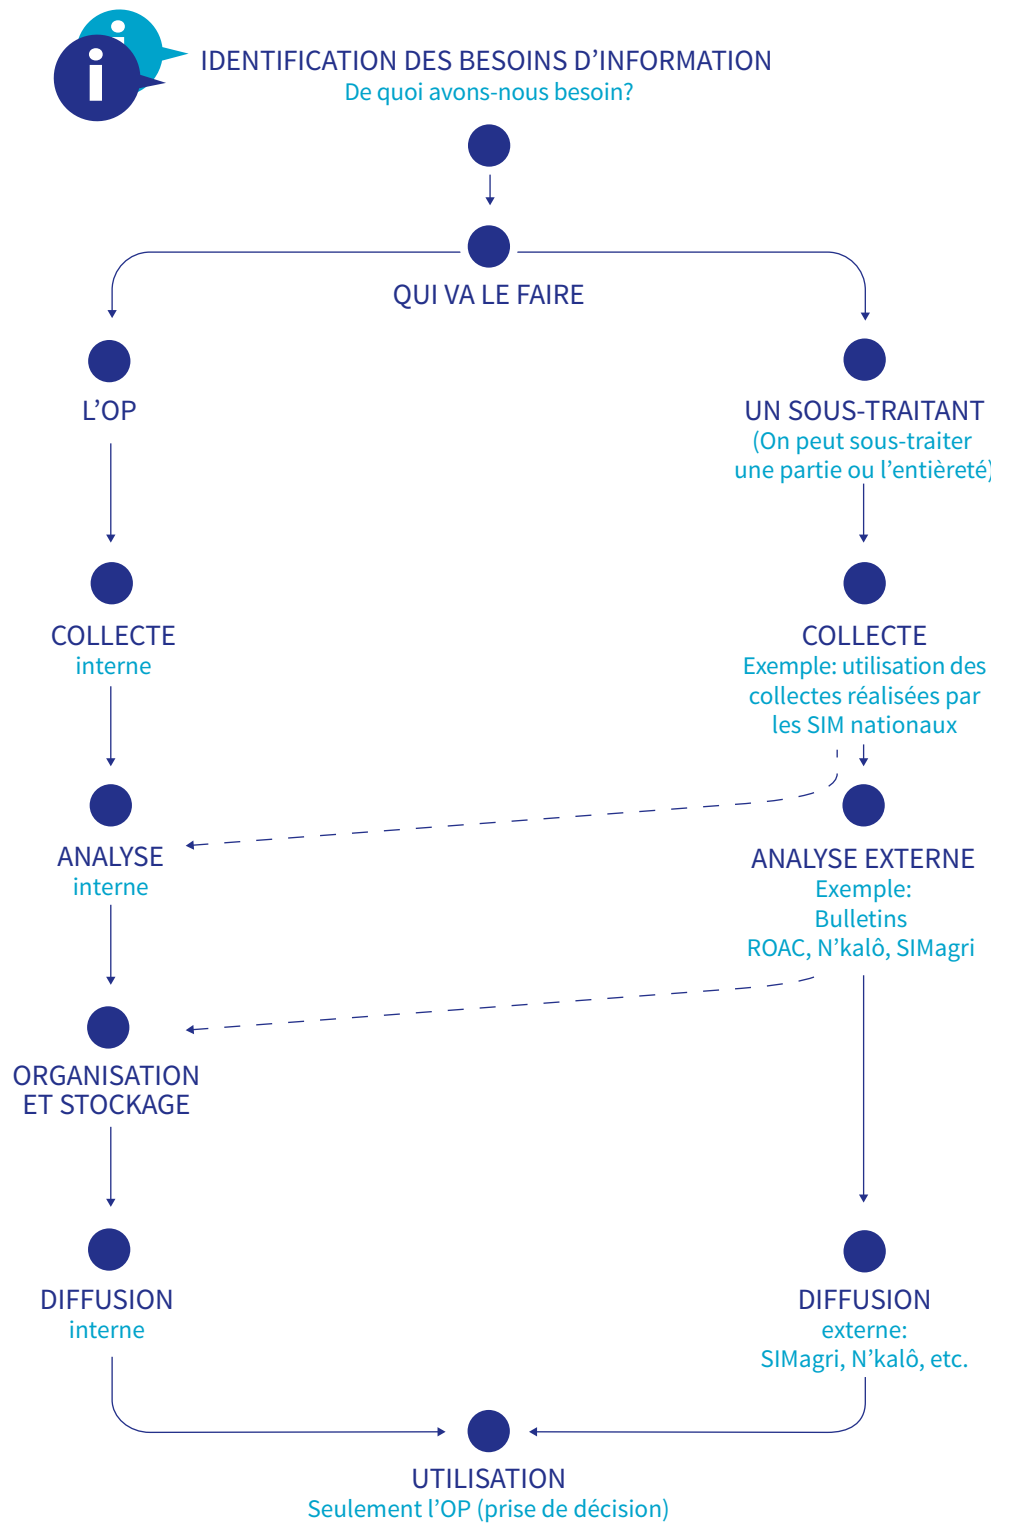 i
i
IDENTIFICATION DES BESOINS D’INFORMATION
De quoi avons-nous besoin?
QUI VA LE FAIRE
L’OP
UN SOUS-TRAITANT
(On peut sous-traiter
une partie ou l’entièreté)
COLLECTE
interne
COLLECTE
Exemple: utilisation des
collectes réalisées par
les SIM nationaux
ANALYSE
interne
ANALYSE EXTERNE
Exemple:
Bulletins
ROAC, N’kalô, SIMagri
ORGANISATION
ET STOCKAGE
DIFFUSION
interne
DIFFUSION
externe:
SIMagri, N’kalô, etc.
UTILISATION
Seulement l’OP (prise de décision)